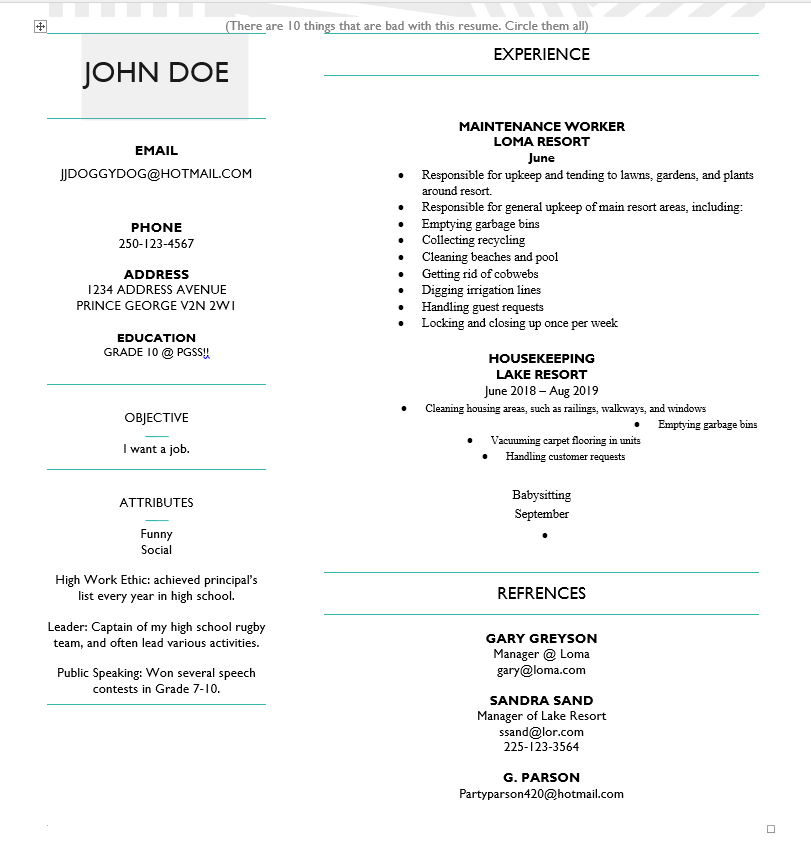 (There are 10 things that are bad with this resume. Circle them all)
JOHN DOE
EMAIL
JJDOGGYDOG@HOTMAIL.COM
PHONE
250-123-4567
ADDRESS
1234 ADDRESS AVENUE
PRINCE GEORGE V2N 2W1
EDUCATION
GRADE 10 @ PGSS!!
OBJECTIVE
I want a job.
ATTRIBUTES
Funny
Social
High Work Ethic: achieved principal's
list every year in high school.
Leader: Captain of my high school rugby
team, and often lead various activities.
Public Speaking: Won several speech
contests in Grade 7-10.
EXPERIENCE
MAINTENANCE WORKER
LOMA RESORT
June
• Responsible for upkeep and tending to lawns, gardens, and plants
around resort.
• Responsible for general upkeep of main resort areas, including:
• Emptying garbage bins
• Collecting recycling
• Cleaning beaches and pool
• Getting rid of cobwebs
• Digging irrigation lines
• Handling guest requests
• Locking and closing up once per week
HOUSEKEEPING
LAKE RESORT
June 2018 – Aug 2019
• Cleaning housing areas, such as railings, walkways, and windows
• Emptying garbage bins
• Vacuuming carpet flooring in units
• Handling customer requests
Babysitting
September
•
REFRENCES
GARY GREYSON
Manager @ Loma
gary@loma.com
SANDRA SAND
Manager of Lake Resort
ssand@lor.com
225-123-3564
G. PARSON
Partyparson420@hotmail.com